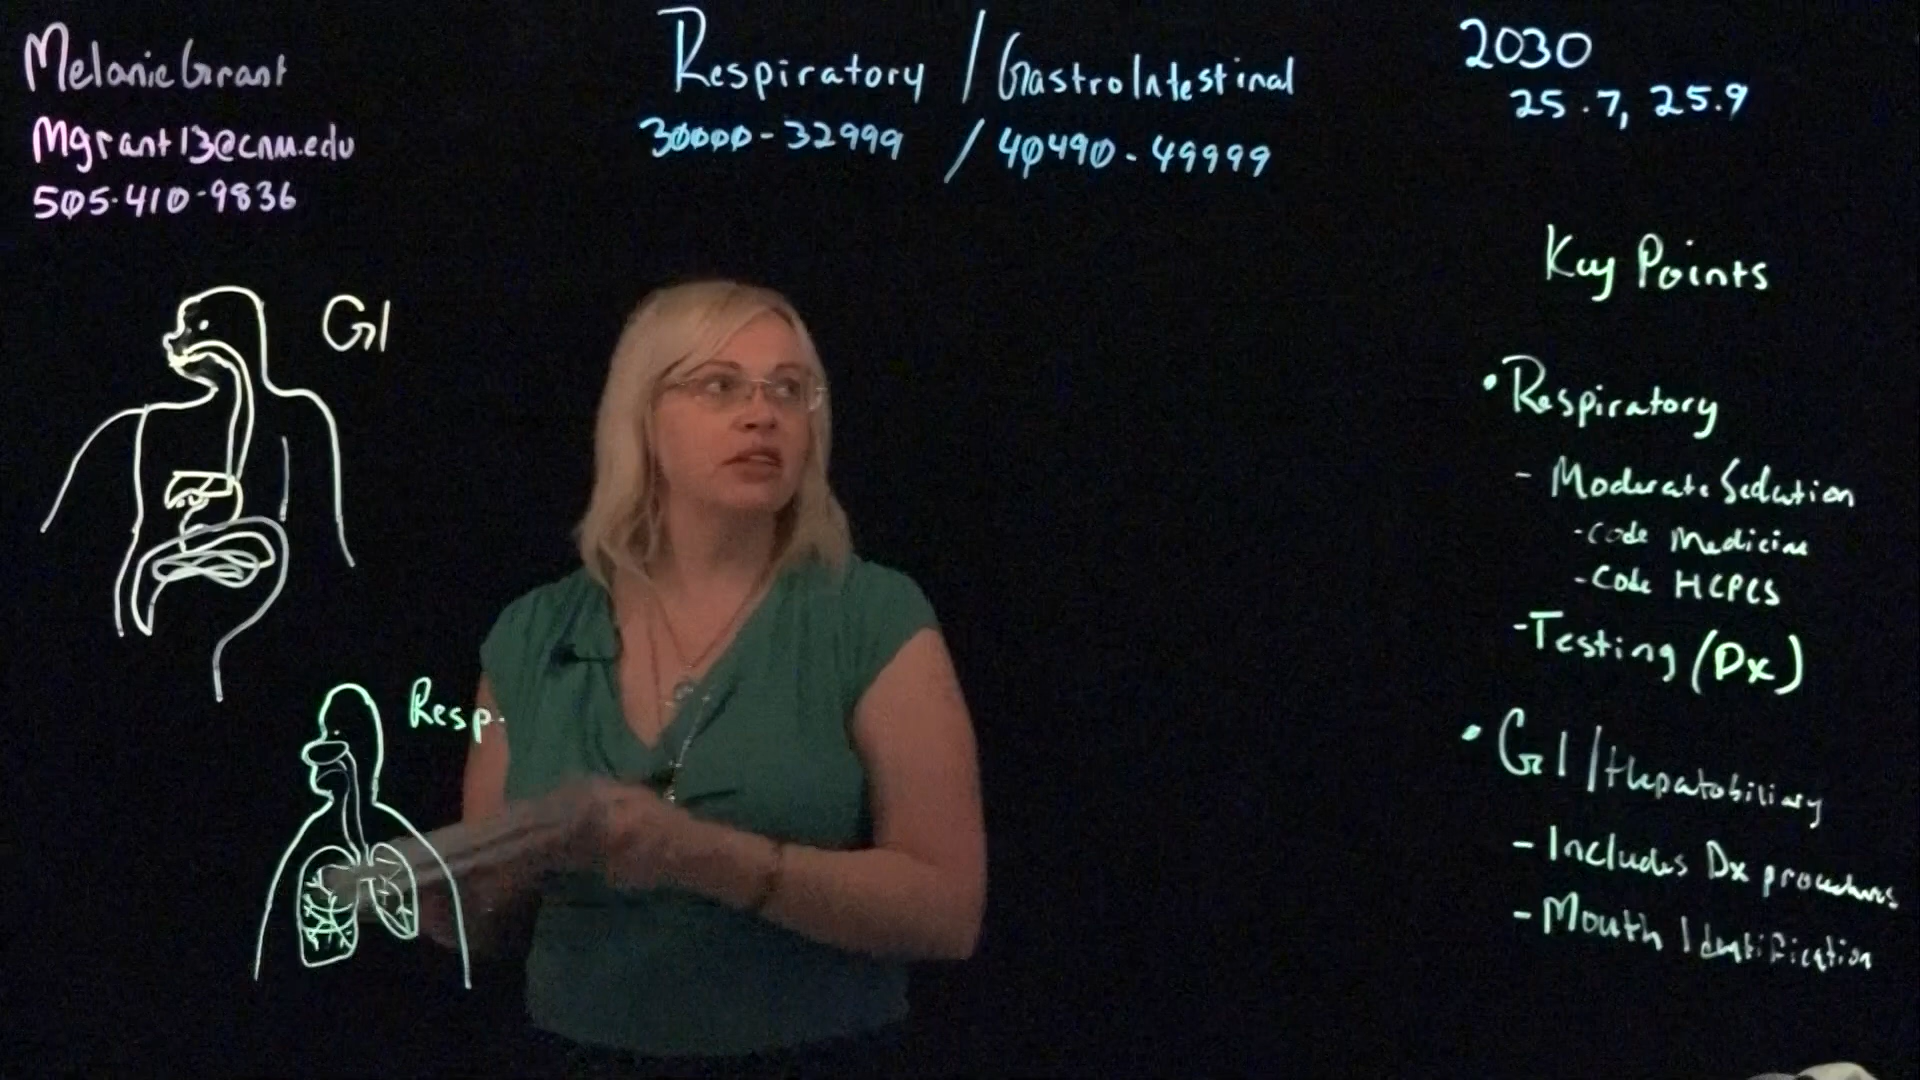 Melanie Grant
Mgrant13@cnm.edu
505.410-9836
Respiratory / GastroIntestinal
30000-32999 / 40490-49999
2030
25.7, 25.9
GI
Resp.
Key Points
• Respiratory
- Moderate Sedation
- Code Medicine
- Code HCPCS
- Testing (Dx)
• GI / Hepatobiliary
- Includes Dx procedures
- Mouth Identification